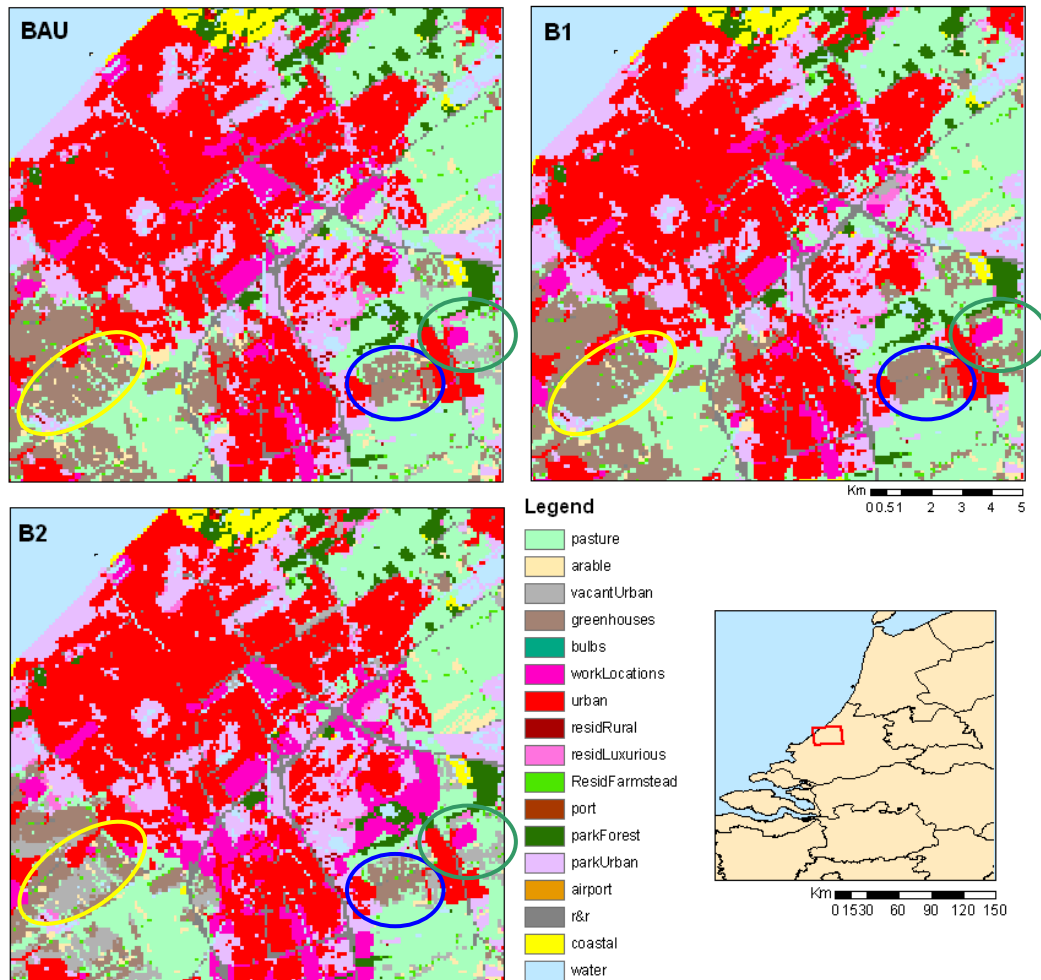 BAU
B1
Km
0 0.5 1 2 3 4 5
B2
Legend
pasture
arable
vacantUrban
greenhouses
bulbs
workLocations
urban
residRural
residLuxurious
ResidFarmstead
port
parkForest
parkUrban
airport
r&r
coastal
water
Km
0 15 30 60 90 120 150